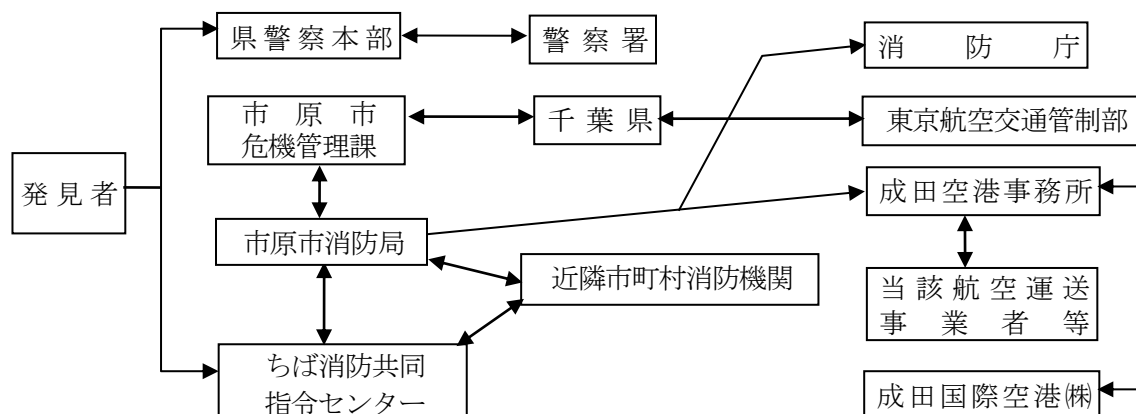 県警察本部
警察署
消防庁
市原市
危機管理課
千葉県
東京航空交通管制部
発見者
成田空港事務所
市原市消防局
近隣市町村消防機関
当該航空運送
事業者等
ちば消防共同
指令センター
成田国際空港㈱